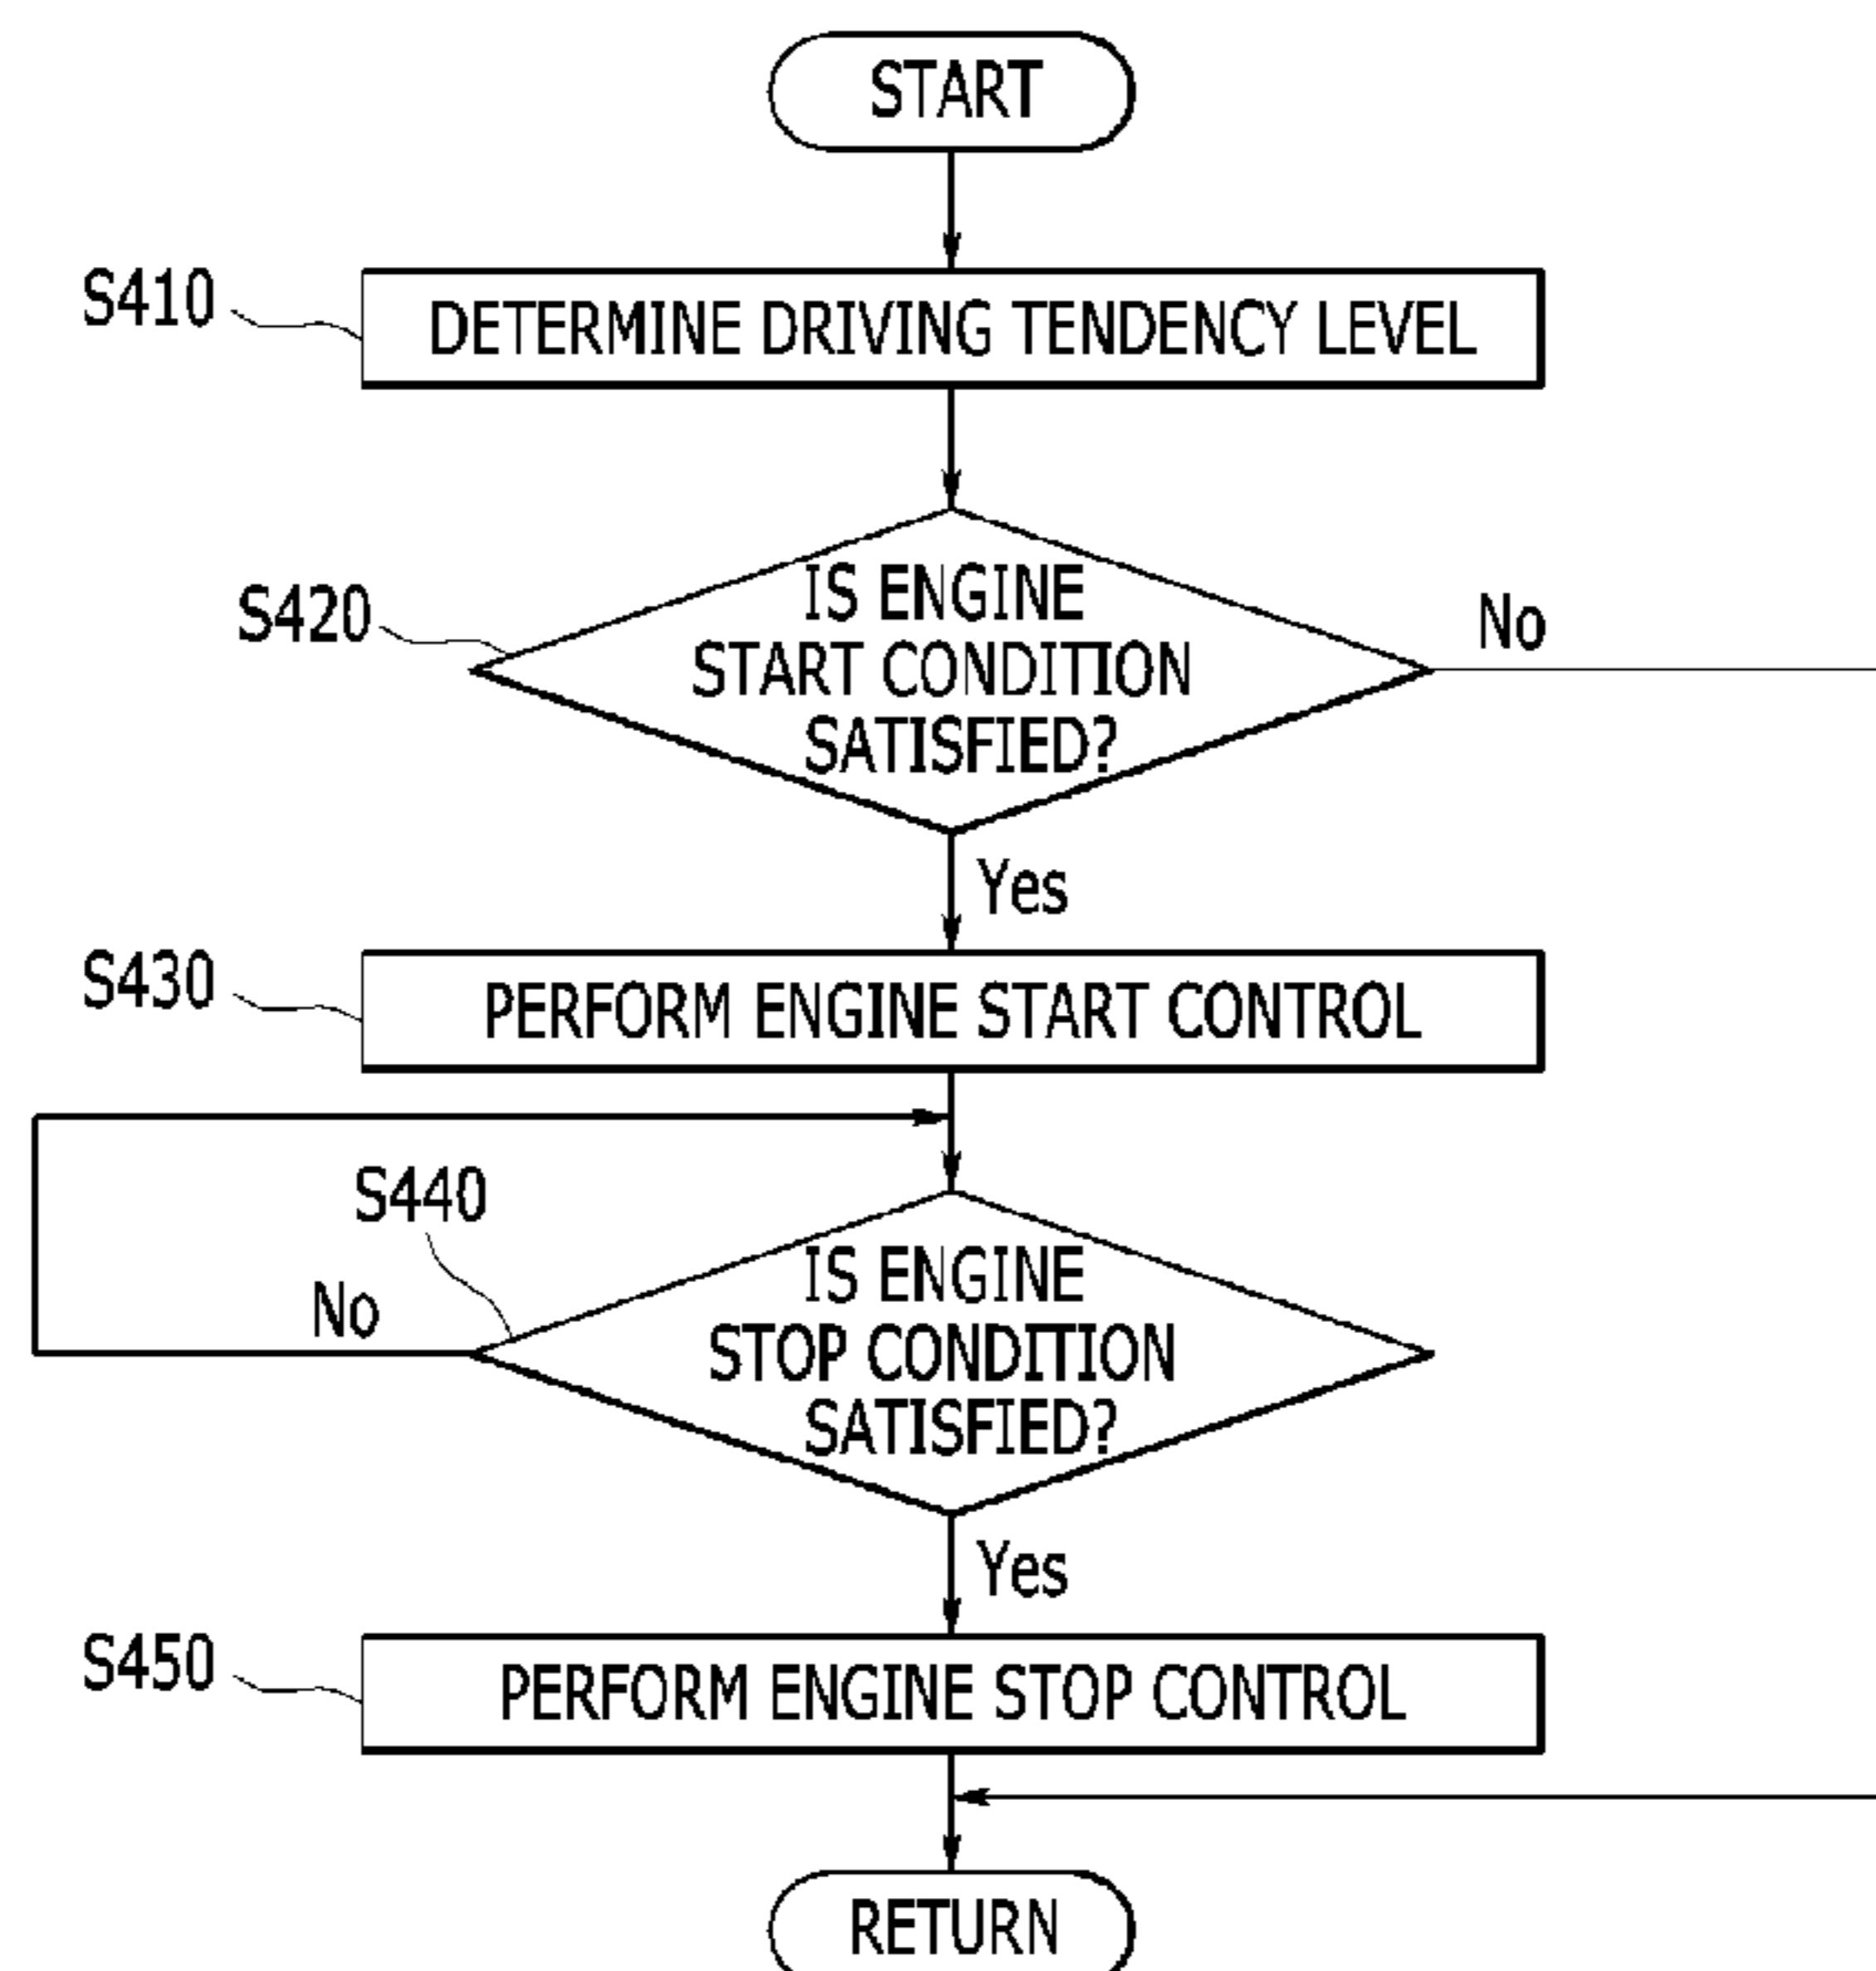 START
S410
DETERMINE DRIVING TENDENCY LEVEL
S420
IS ENGINE
START CONDITION
SATISFIED?
No
Yes
S430
PERFORM ENGINE START CONTROL
S440
No
IS ENGINE
STOP CONDITION
SATISFIED?
Yes
S450
PERFORM ENGINE STOP CONTROL
RETURN